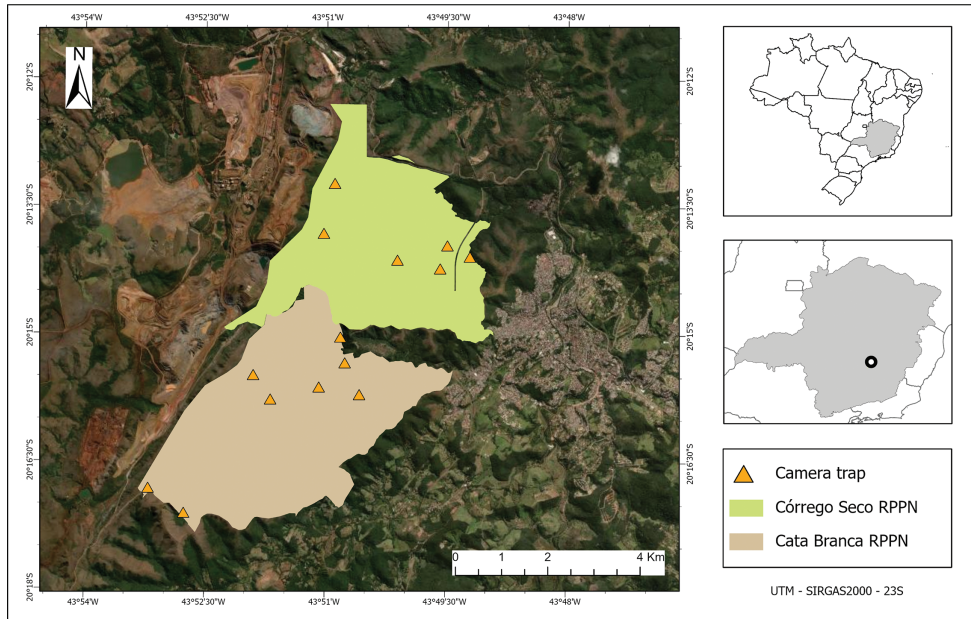 43°54'W 43°52'30"W 43°51'W 43°49'30"W 43°48'W
N
20°12'S 20°12'S
20°13'30"S 20°13'30"S
20°15'S 20°15'S
20°16'30"S 20°16'30"S
20°18'S 20°18'S
0 1 2 4 Km
43°54'W 43°52'30"W 43°51'W 43°49'30"W 43°48'W
Camera trap
Córrego Seco RPPN
Cata Branca RPPN
UTM - SIRGAS2000 - 23S